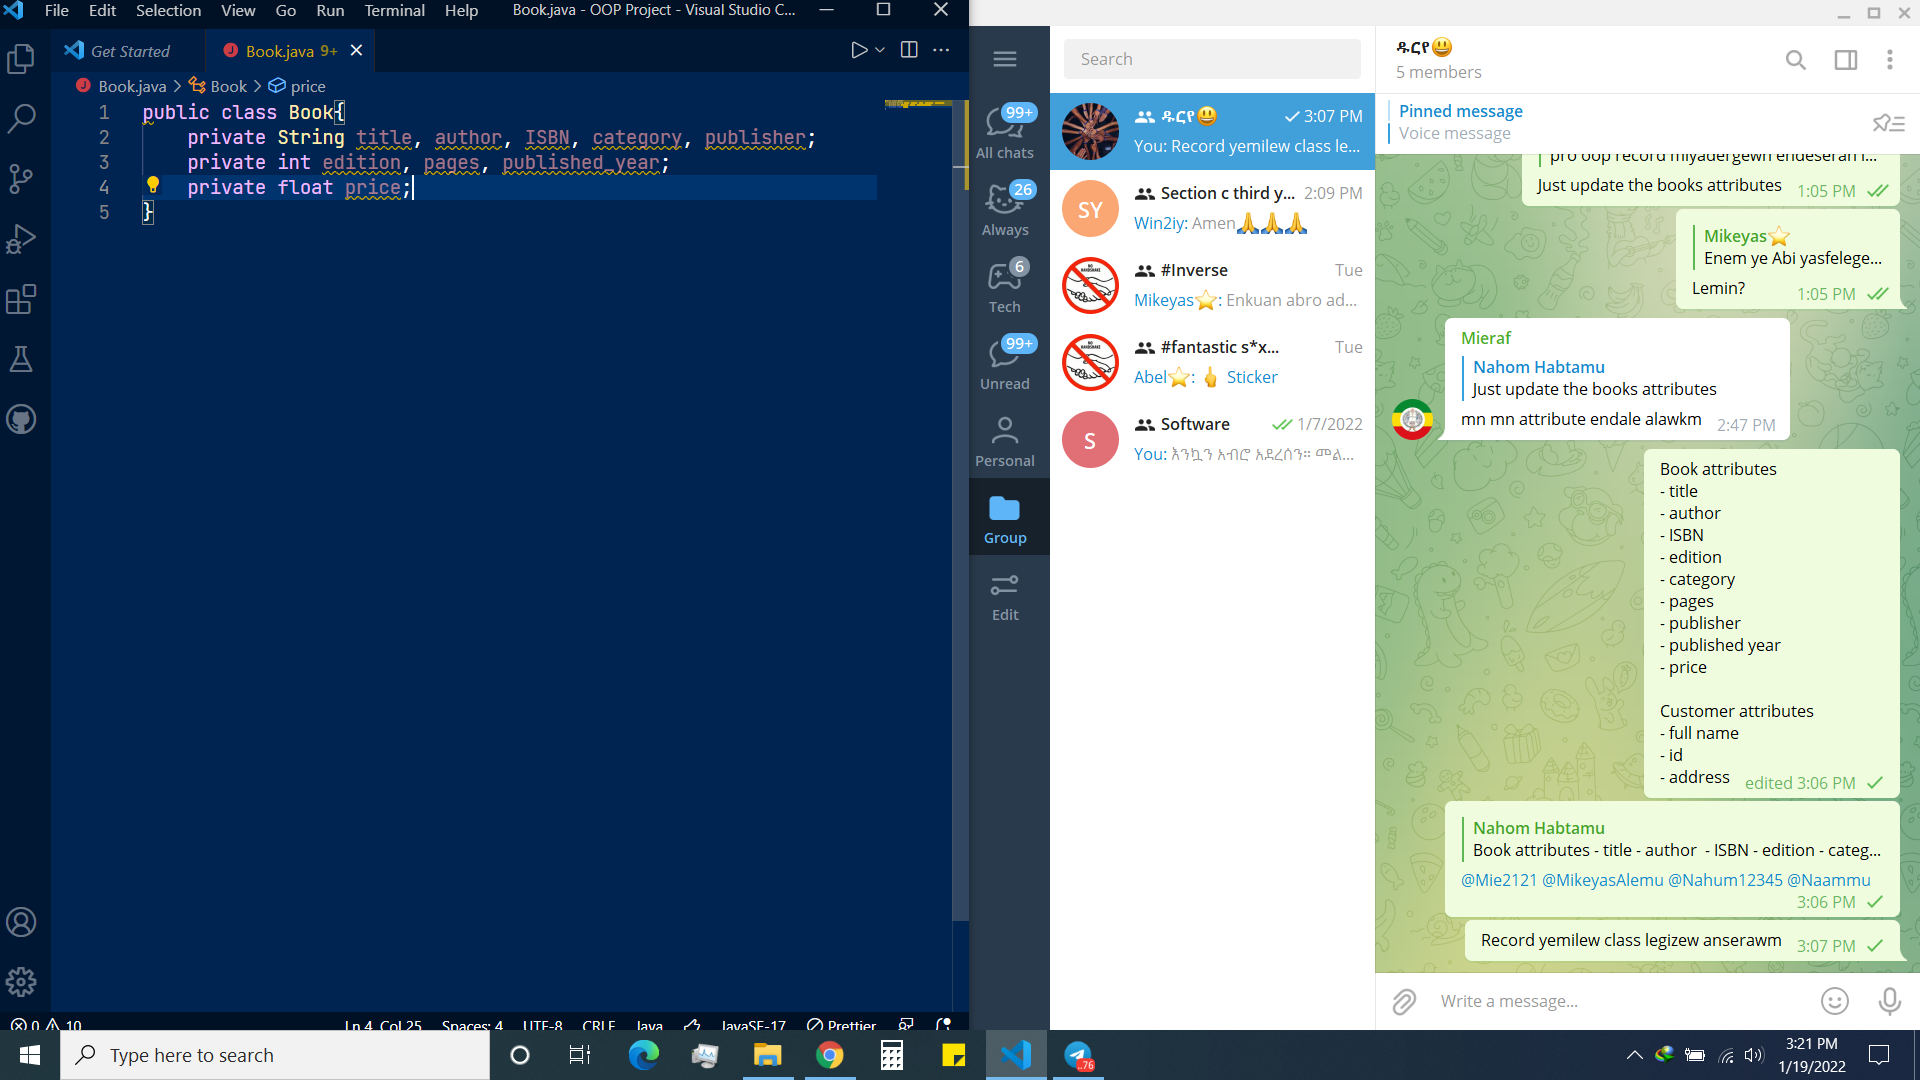 File Edit Selection View Go Run Terminal Help Book.java - OOP Project - Visual Studio C...
Get Started
Book.java 9+
Book.java > Book > price
1 public class Book{
2 private String title, author, ISBN, category, publisher;
3 private int edition, pages, published_year;
4 private float price;
5 }
0 10 Ln 4, Col 25 Spaces: 4 UTF-8 CRLF Java JavaSE-17 Prettier
99+
All chats
26
Always
6
Tech
99+
Unread
Personal
Group
Edit
Search
ዱርየ😃 3:07 PM
You: Record yemilew class le...
SY
Section c third y... 2:09 PM
Win2iy: Amen🙏🙏🙏
NO HANDSHAKE
#Inverse Tue
Mikeyas⭐: Enkuan abro ad...
NO HANDSHAKE
#fantastic s*x... Tue
Abel⭐: 🖕 Sticker
S
Software 1/7/2022
You: እንኳን አብሮ አደረሰን። መል...
ዱርየ😃
5 members
Pinned message
Voice message
pro oop record miyadergewn endeseran i...
Just update the books attributes 1:05 PM
Mikeyas⭐
Enem ye Abi yasfelege...
Lemin? 1:05 PM
Mieraf
Nahom Habtamu
Just update the books attributes
mn mn attribute endale alawkm 2:47 PM
Book attributes
- title
- author
- ISBN
- edition
- category
- pages
- publisher
- published year
- price
Customer attributes
- full name
- id
- address edited 3:06 PM
Nahom Habtamu
Book attributes - title - author - ISBN - edition - categ...
@Mie2121 @MikeyasAlemu @Nahum12345 @Naammu
3:06 PM
Record yemilew class legizew anserawm 3:07 PM
Write a message...
Type here to search
..76
3:21 PM
1/19/2022